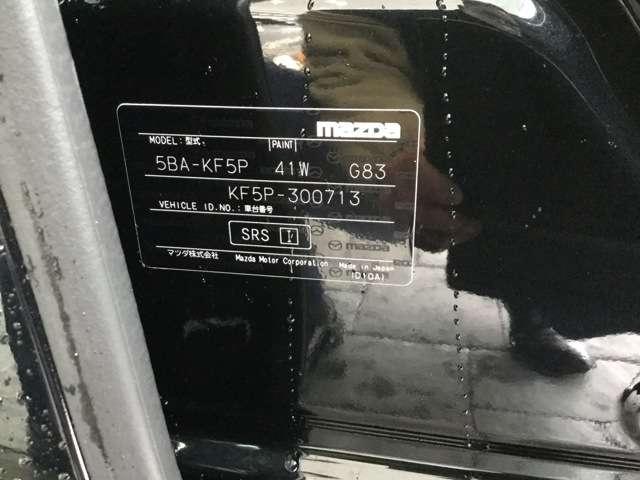 mazda
MODEL: 型式 PAINT
5BA-KF5P 41W G83
KF5P-300713
VEHICLE ID.NO.: 車台番号
SRS
マツダ株式会社 Mazda Motor Corporation Made in Japan